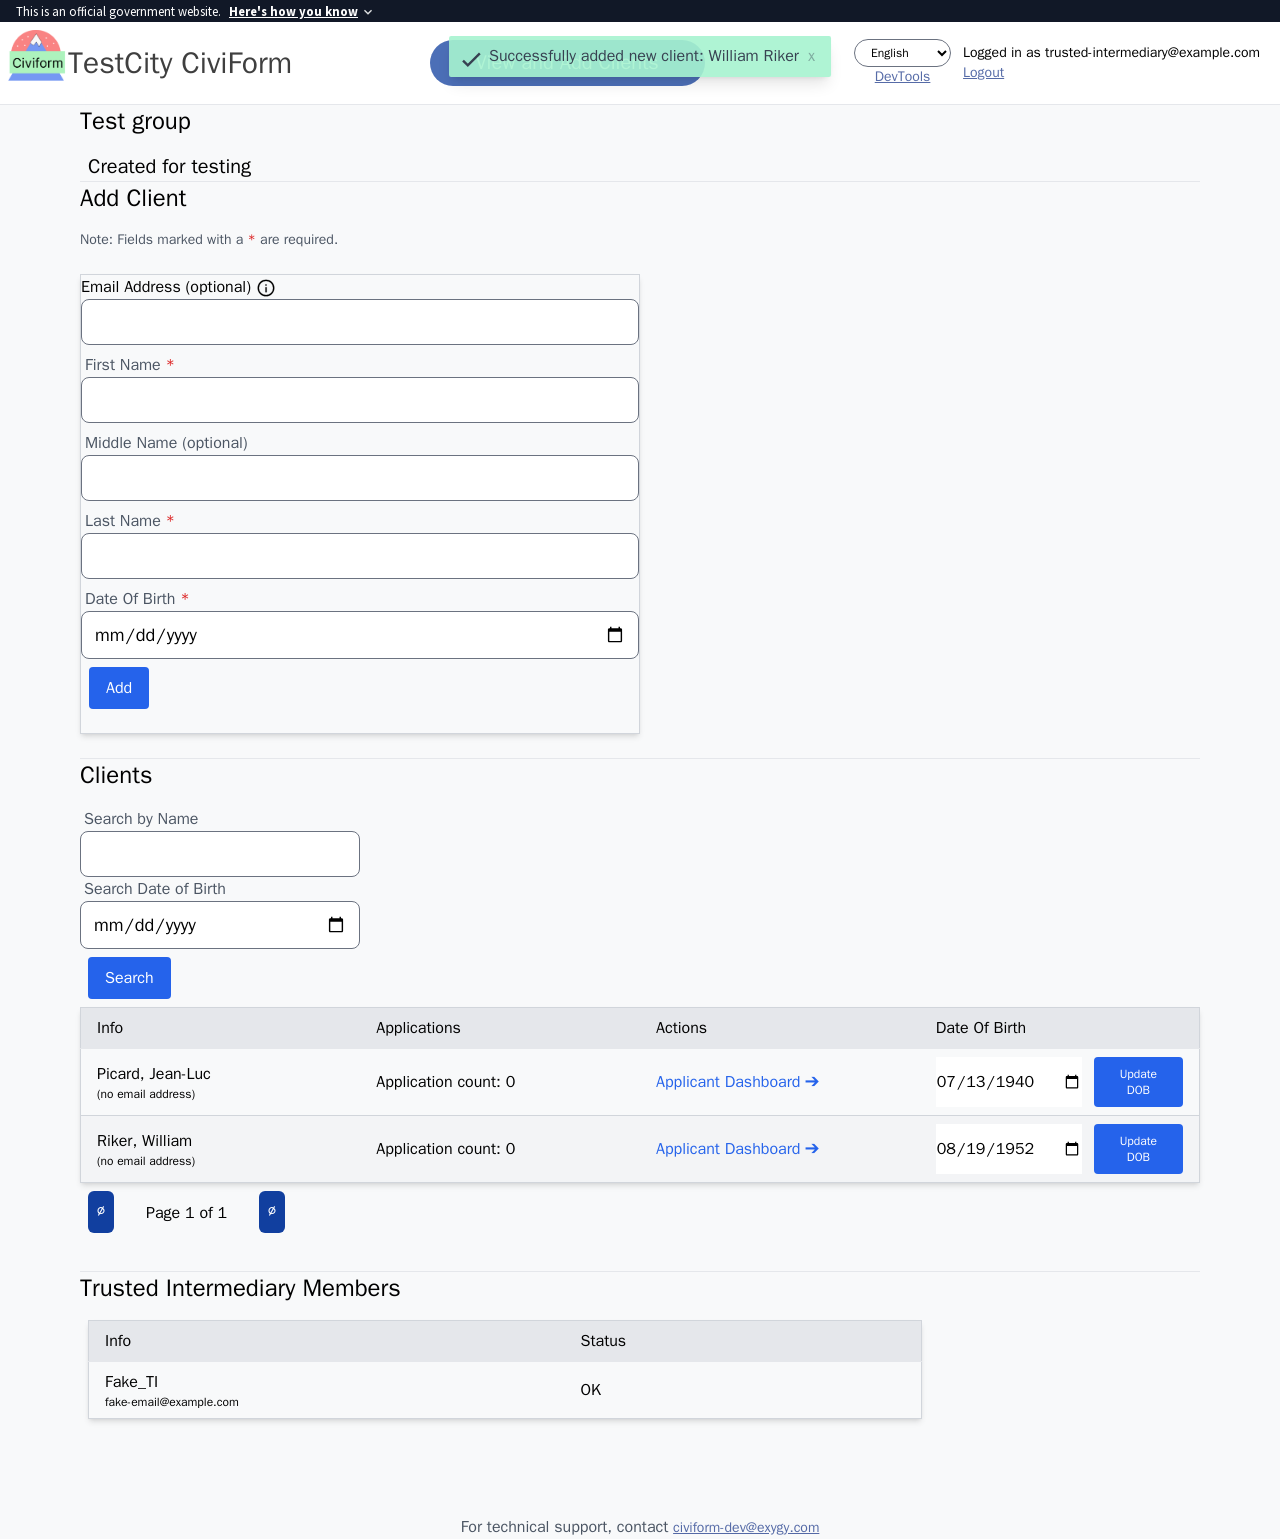 This is an official government website. Here's how you know
Civiform
TestCity CiviForm
Successfully added new client: William Riker x
English
DevTools
Logged in as trusted-intermediary@example.com
Logout
Test group
Created for testing
Add Client
Note: Fields marked with a * are required.
Email Address (optional)
First Name *
Middle Name (optional)
Last Name *
Date Of Birth *
mm/dd/yyyy
Add
Clients
Search by Name
Search Date of Birth
mm/dd/yyyy
Search
Info Applications Actions Date Of Birth
Picard, Jean-Luc
(no email address)
Application count: 0
Applicant Dashboard ➔
07/13/1940
Update
DOB
Riker, William
(no email address)
Application count: 0
Applicant Dashboard ➔
08/19/1952
Update
DOB
∅ Page 1 of 1 ∅
Trusted Intermediary Members
Info Status
Fake_TI
fake-email@example.com
OK
For technical support, contact civiform-dev@exygy.com